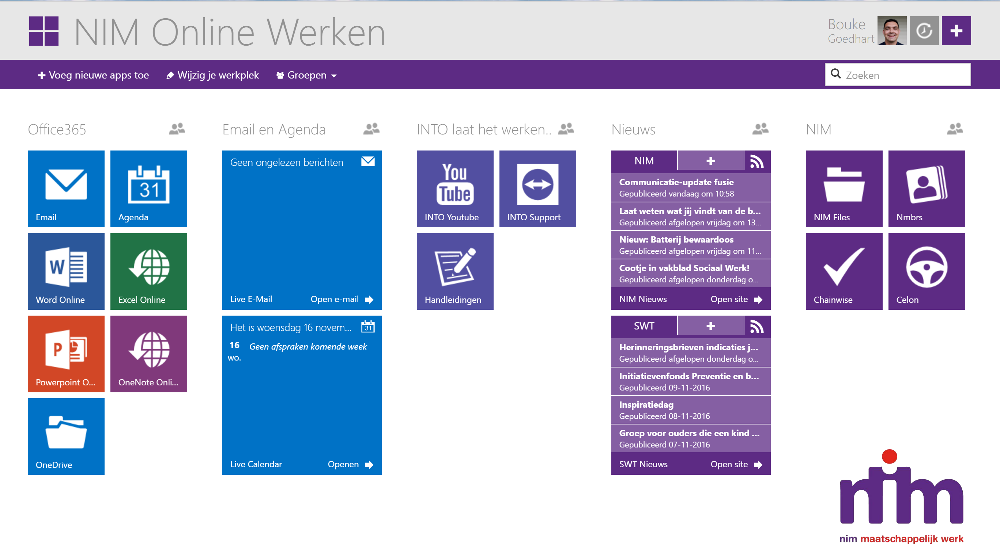 NIM Online Werken
Bouke
Goedhart
Voeg nieuwe apps toe
Wijzig je werkplek
Groepen
Zoeken
Office365
Email
Agenda
31
W
Word Online
Excel Online
P
Powerpoint O...
OneNote Onli...
OneDrive
Email en Agenda
Geen ongelezen berichten
Live E-Mail
Open e-mail
Het is woensdag 16 novem...
31
16
wo.
Geen afspraken komende week
Live Calendar
Openen
INTO laat het werken..
You
Tube
INTO Youtube
INTO Support
Handleidingen
Nieuws
NIM
Communicatie-update fusie
Gepubliceerd vandaag om 10:58
Laat weten wat jij vindt van de b...
Gepubliceerd afgelopen vrijdag om 13...
Nieuw: Batterij bewaardoos
Gepubliceerd afgelopen vrijdag om 11...
Cootje in vakblad Sociaal Werk!
Gepubliceerd afgelopen donderdag o...
NIM Nieuws
Open site
SWT
Herinneringsbrieven indicaties j...
Gepubliceerd afgelopen donderdag o...
Initiatievenfonds Preventie en b...
Gepubliceerd 09-11-2016
Inspiratiedag
Gepubliceerd 08-11-2016
Groep voor ouders die een kind ...
Gepubliceerd 07-11-2016
SWT Nieuws
Open site
NIM
NIM Files
Nmbrs
Chainwise
Celon
nim
nim maatschappelijk werk